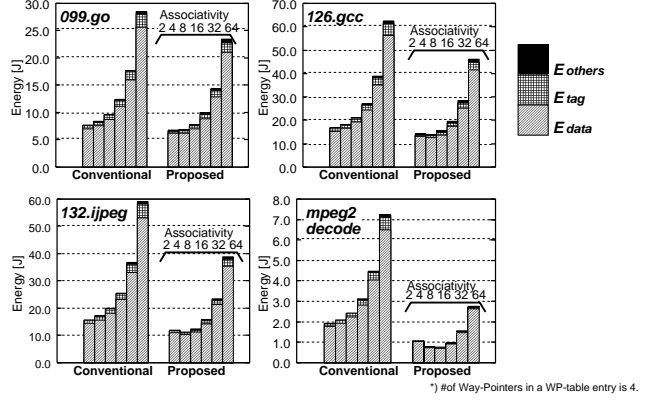 099.go
Energy [J]
30.0
25.0
20.0
15.0
10.0
5.0
0.0
Associativity
2 4 8 16 32 64
Conventional Proposed
126.gcc
Energy [J]
70.0
60.0
50.0
40.0
30.0
20.0
10.0
0.0
Associativity
2 4 8 16 32 64
Conventional Proposed
E others
E tag
E data
132.ijpeg
Energy [J]
60.0
50.0
40.0
30.0
20.0
10.0
0.0
Associativity
2 4 8 16 32 64
Conventional Proposed
mpeg2
decode
Energy [J]
8.0
7.0
6.0
5.0
4.0
3.0
2.0
1.0
0.0
Associativity
2 4 8 16 32 64
Conventional Proposed
*) #of Way-Pointers in a WP-table entry is 4.